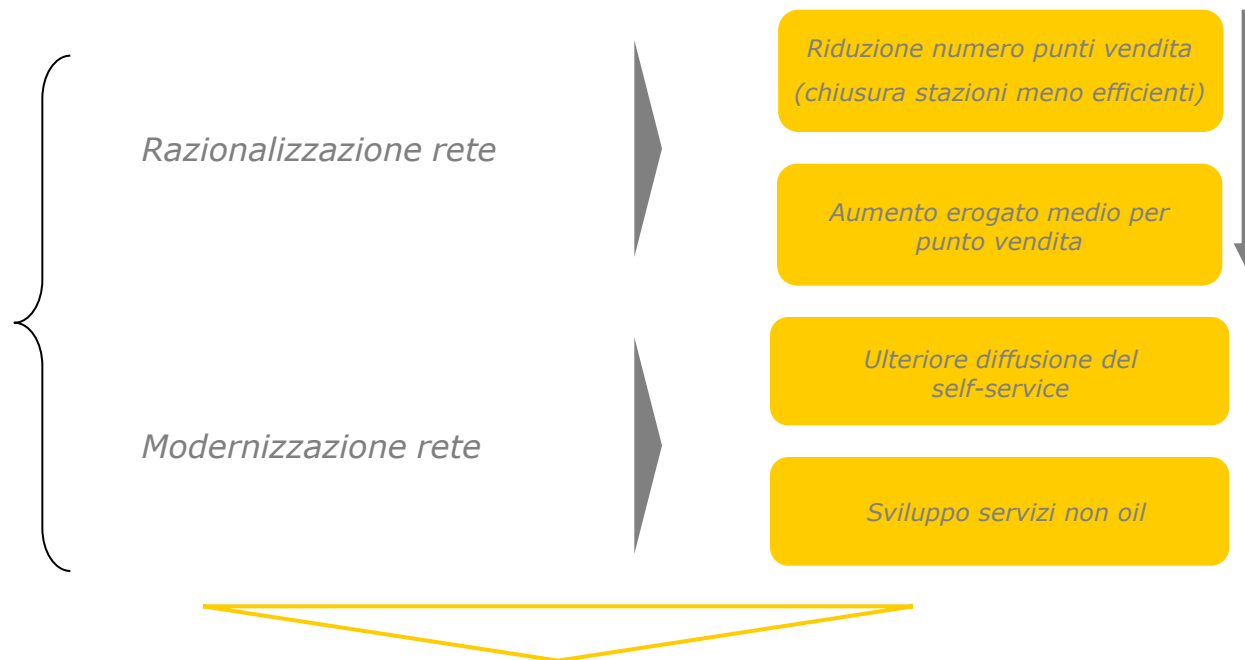 Razionalizzazione rete
Riduzione numero punti vendita
(chiusura stazioni meno efficienti)
Aumento erogato medio per
punto vendita
Modernizzazione rete
Ulteriore diffusione del
self-service
Sviluppo servizi non oil